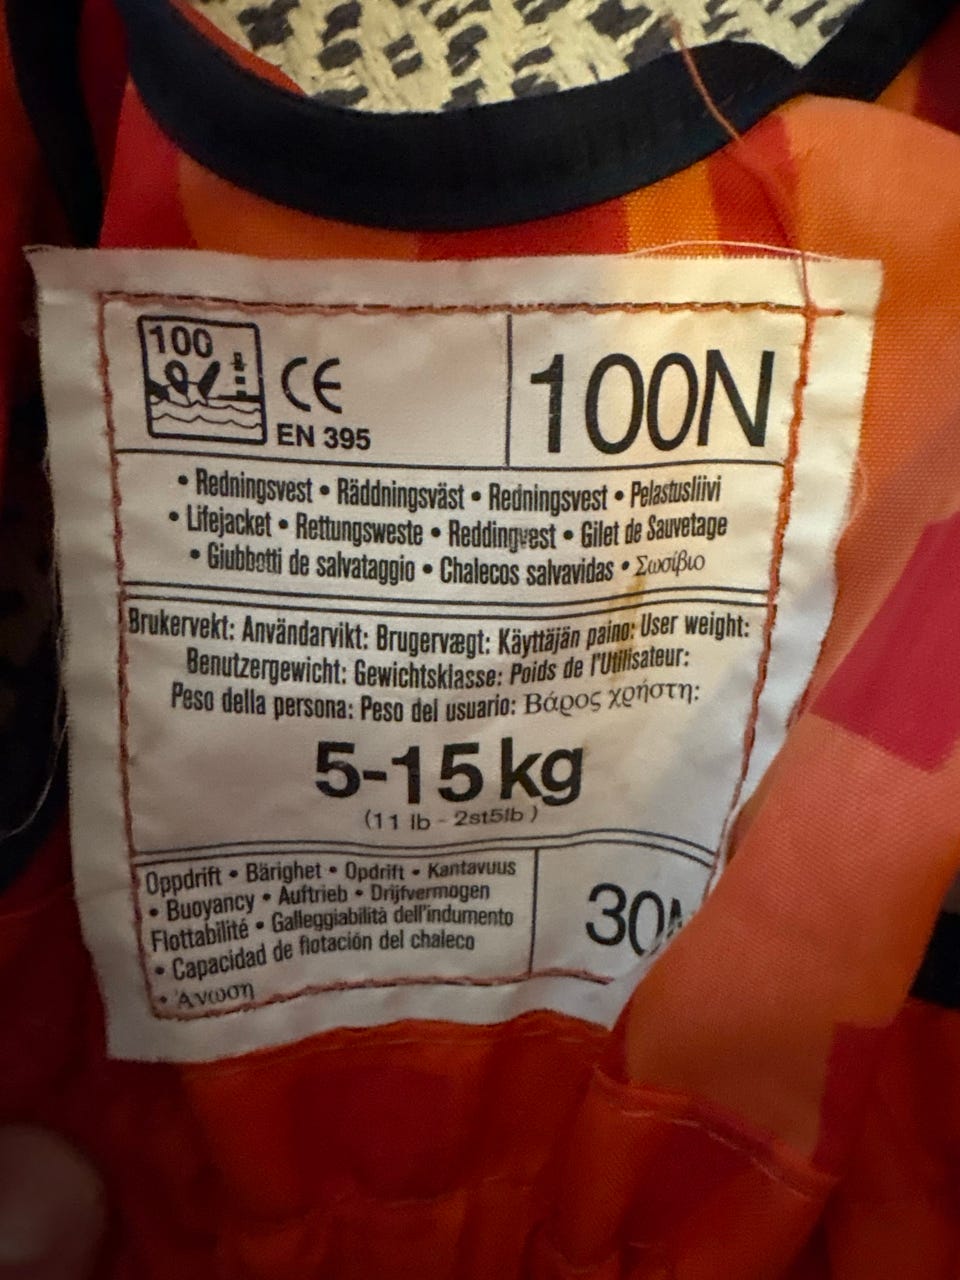 100
CE
EN 395
100N
• Redningsvest • Räddningsväst • Redningsvest • Pelastusliivi
• Lifejacket • Rettungsweste • Reddingvest • Gilet de Sauvetage
• Giubbotti de salvataggio • Chalecos salvavidas • Σωσίβιο
Brukervekt: Användarvikt: Brugervægt: Käyttäjän paino: User weight:
Benutzergewicht: Gewichtsklasse: Poids de l'Utilisateur:
Peso della persona: Peso del usuario: Βάρος χρήστη:
5-15 kg
(11 lb - 2st5lb )
Oppdrift • Bärighet • Opdrift • Kantavuus
• Buoyancy • Auftrieb • Drijfvermogen
Flottabilité • Galleggiabilità dell'indumento
• Capacidad de flotación del chaleco
• Άνωση
30N